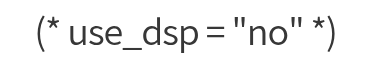 (* use_dsp = "no" *)